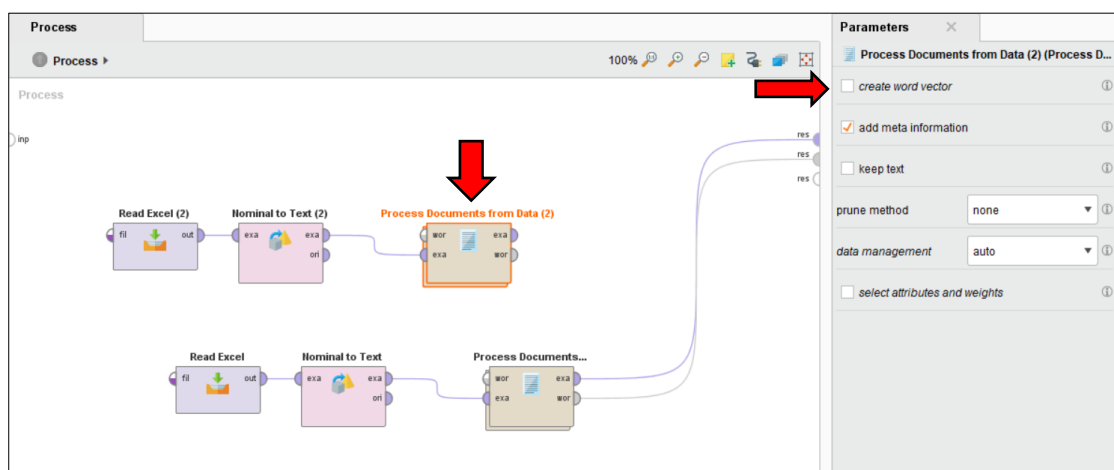 Process
Process
100%
Process
inp
res
res
res
Read Excel (2)
Nominal to Text (2)
Process Documents from Data (2)
fil
out
exa
exa
ori
wor
exa
exa
wor
Read Excel
Nominal to Text
Process Documents...
fil
out
exa
exa
ori
wor
exa
exa
wor
Parameters
Process Documents from Data (2) (Process D...
create word vector
add meta information
keep text
prune method
none
data management
auto
select attributes and weights